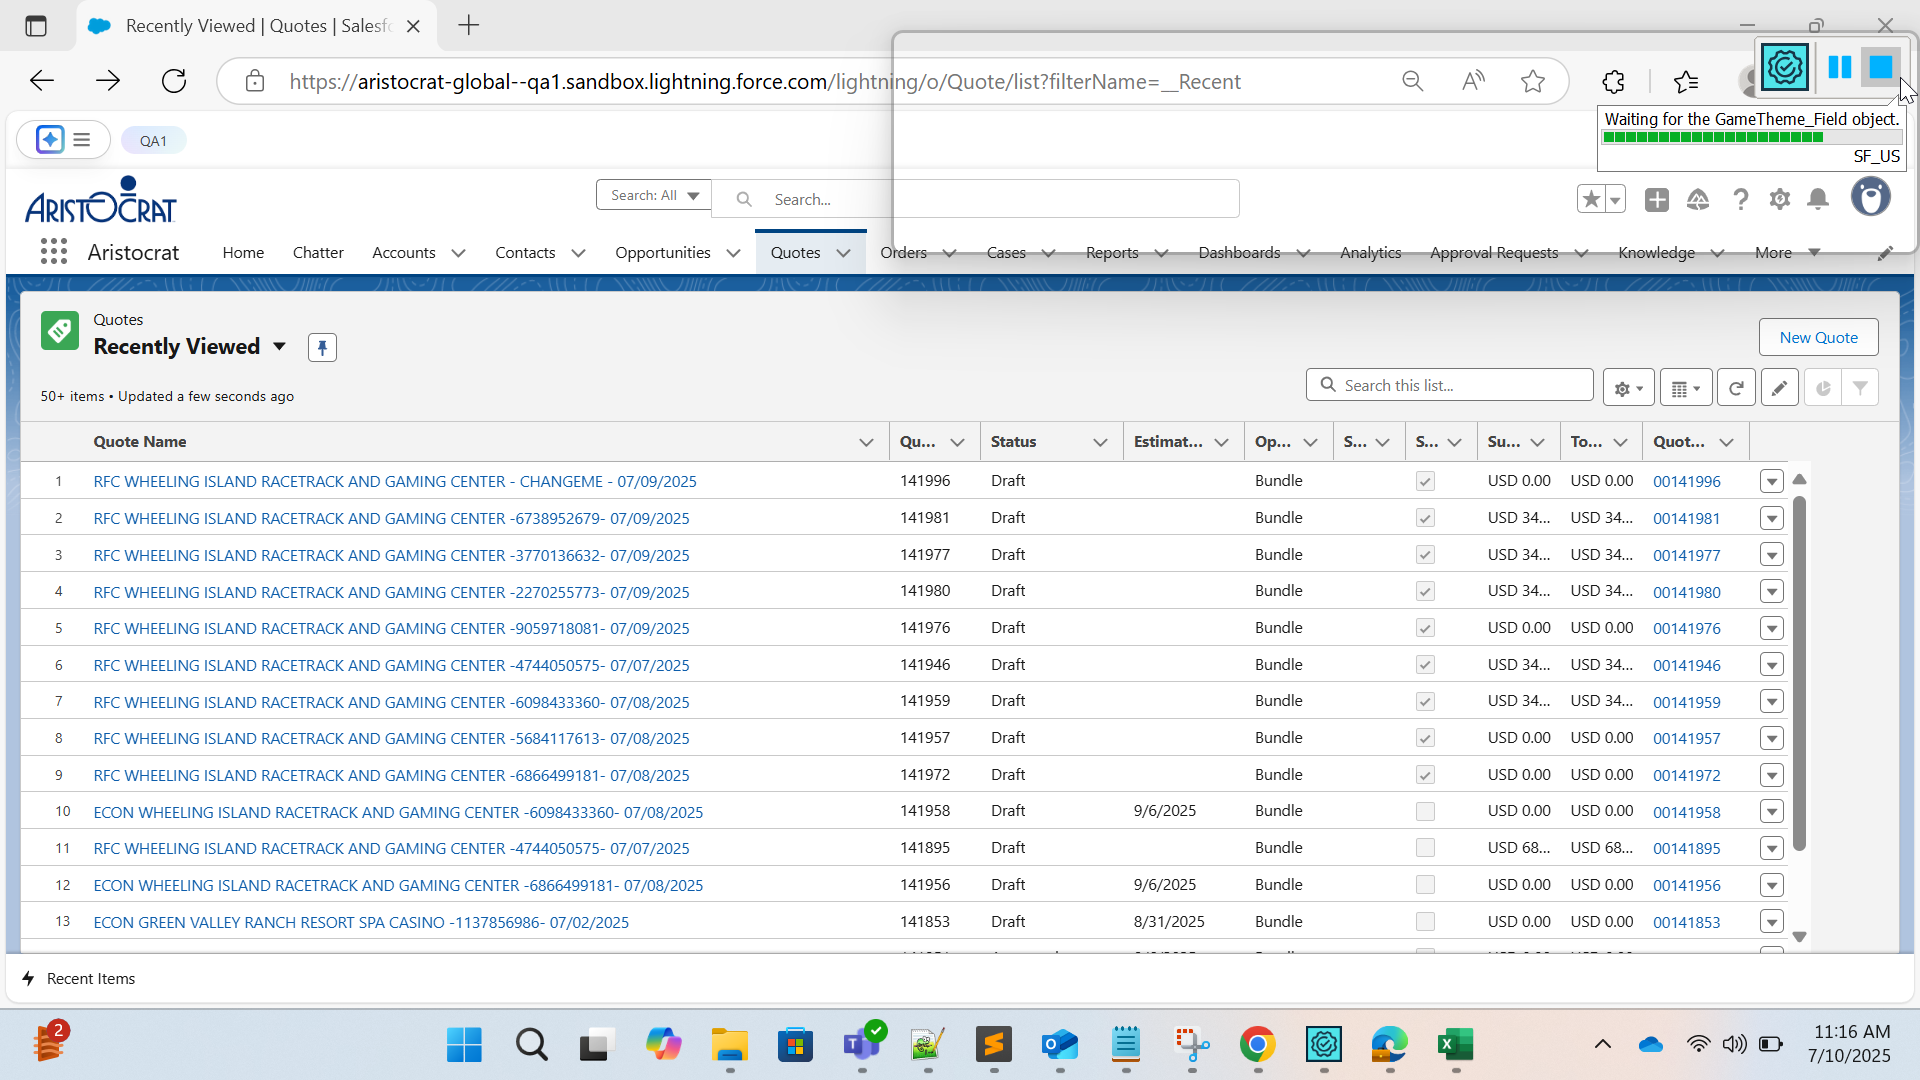 Recently Viewed | Quotes | Salesfo
https://aristocrat-global--qa1.sandbox.lightning.force.com/lightning/o/Quote/list?filterName=__Recent
Waiting for the GameTheme_Field object.
SF_US
QA1
ARISTOCRAT
Search: All
Search...
Aristocrat
Home
Chatter
Accounts
Contacts
Opportunities
Quotes
Orders
Cases
Reports
Dashboards
Analytics
Approval Requests
Knowledge
More
Quotes
Recently Viewed
New Quote
50+ items • Updated a few seconds ago
Search this list...
Quote Name Qu... Status Estimat... Op... S... S... Su... To... Quot...
1 RFC WHEELING ISLAND RACETRACK AND GAMING CENTER - CHANGEME - 07/09/2025 141996 Draft Bundle USD 0.00 USD 0.00 00141996
2 RFC WHEELING ISLAND RACETRACK AND GAMING CENTER -6738952679- 07/09/2025 141981 Draft Bundle USD 34... USD 34... 00141981
3 RFC WHEELING ISLAND RACETRACK AND GAMING CENTER -3770136632- 07/09/2025 141977 Draft Bundle USD 34... USD 34... 00141977
4 RFC WHEELING ISLAND RACETRACK AND GAMING CENTER -2270255773- 07/09/2025 141980 Draft Bundle USD 34... USD 34... 00141980
5 RFC WHEELING ISLAND RACETRACK AND GAMING CENTER -9059718081- 07/09/2025 141976 Draft Bundle USD 0.00 USD 0.00 00141976
6 RFC WHEELING ISLAND RACETRACK AND GAMING CENTER -4744050575- 07/07/2025 141946 Draft Bundle USD 34... USD 34... 00141946
7 RFC WHEELING ISLAND RACETRACK AND GAMING CENTER -6098433360- 07/08/2025 141959 Draft Bundle USD 34... USD 34... 00141959
8 RFC WHEELING ISLAND RACETRACK AND GAMING CENTER -5684117613- 07/08/2025 141957 Draft Bundle USD 0.00 USD 0.00 00141957
9 RFC WHEELING ISLAND RACETRACK AND GAMING CENTER -6866499181- 07/08/2025 141972 Draft Bundle USD 0.00 USD 0.00 00141972
10 ECON WHEELING ISLAND RACETRACK AND GAMING CENTER -6098433360- 07/08/2025 141958 Draft 9/6/2025 Bundle USD 0.00 USD 0.00 00141958
11 RFC WHEELING ISLAND RACETRACK AND GAMING CENTER -4744050575- 07/07/2025 141895 Draft Bundle USD 68... USD 68... 00141895
12 ECON WHEELING ISLAND RACETRACK AND GAMING CENTER -6866499181- 07/08/2025 141956 Draft 9/6/2025 Bundle USD 0.00 USD 0.00 00141956
13 ECON GREEN VALLEY RANCH RESORT SPA CASINO -1137856986- 07/02/2025 141853 Draft 8/31/2025 Bundle USD 0.00 USD 0.00 00141853
Recent Items
2
11:16 AM
7/10/2025